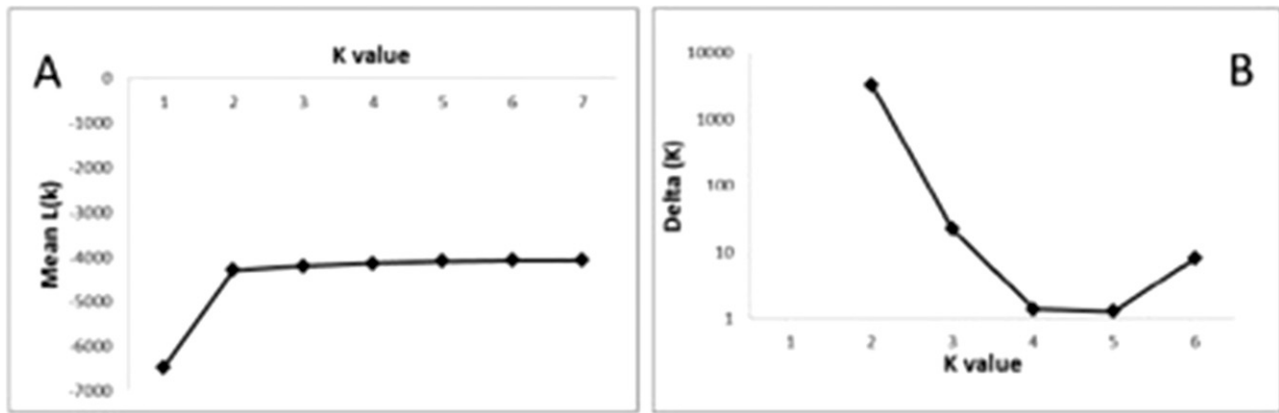 A
K value
0
1 2 3 4 5 6 7
-1000
-2000
-3000
-4000
-5000
-6000
-7000
Mean L(k)
B
10000
1000
100
10
1
Delta (K)
1 2 3 4 5 6
K value